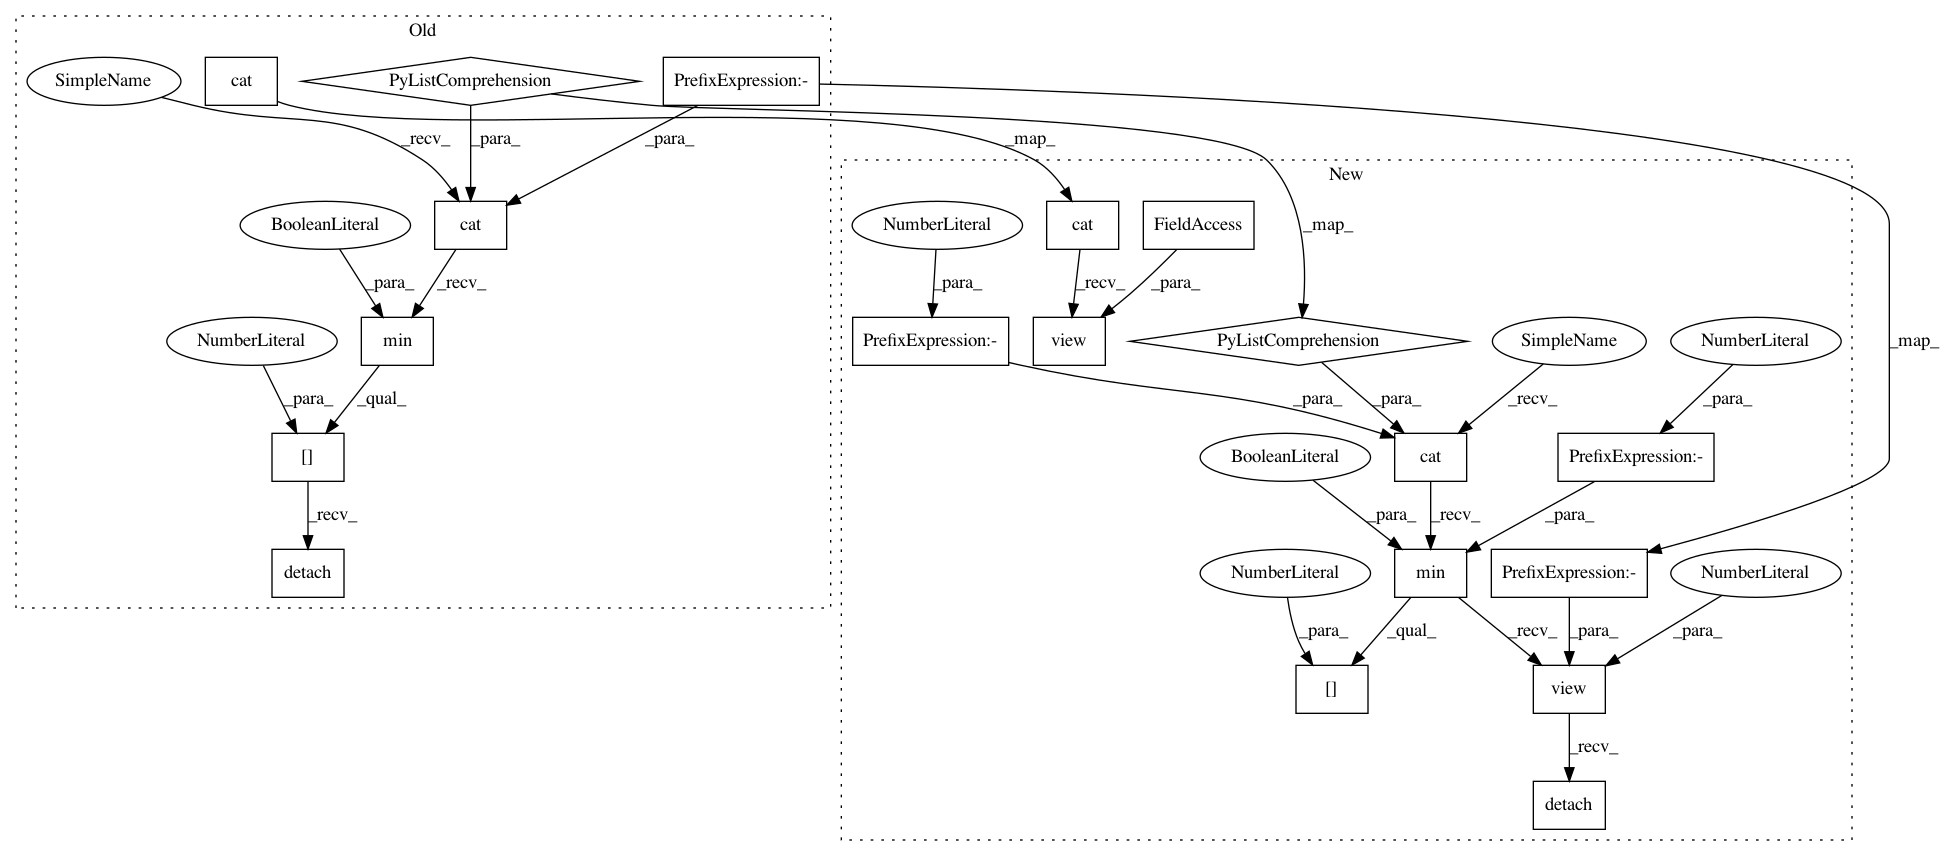 Old
SimpleName
cat
PyListComprehension
PrefixExpression:-
_recv_
_para_
_para_
_map_
New
BooleanLiteral
cat
NumberLiteral
cat
FieldAccess
_map_
_para_
_recv_
_para_
_recv_
_para_
NumberLiteral
min
PrefixExpression:-
view
PyListComprehension
SimpleName
NumberLiteral
_map_
_para_
_qual_
_para_
_para_
_recv_
_para_
[]
BooleanLiteral
cat
PrefixExpression:-
_recv_
_para_
_recv_
_para_
detach
NumberLiteral
min
PrefixExpression:-
NumberLiteral
_para_
_qual_
_recv_
_para_
_para_
[]
view
_recv_
detach